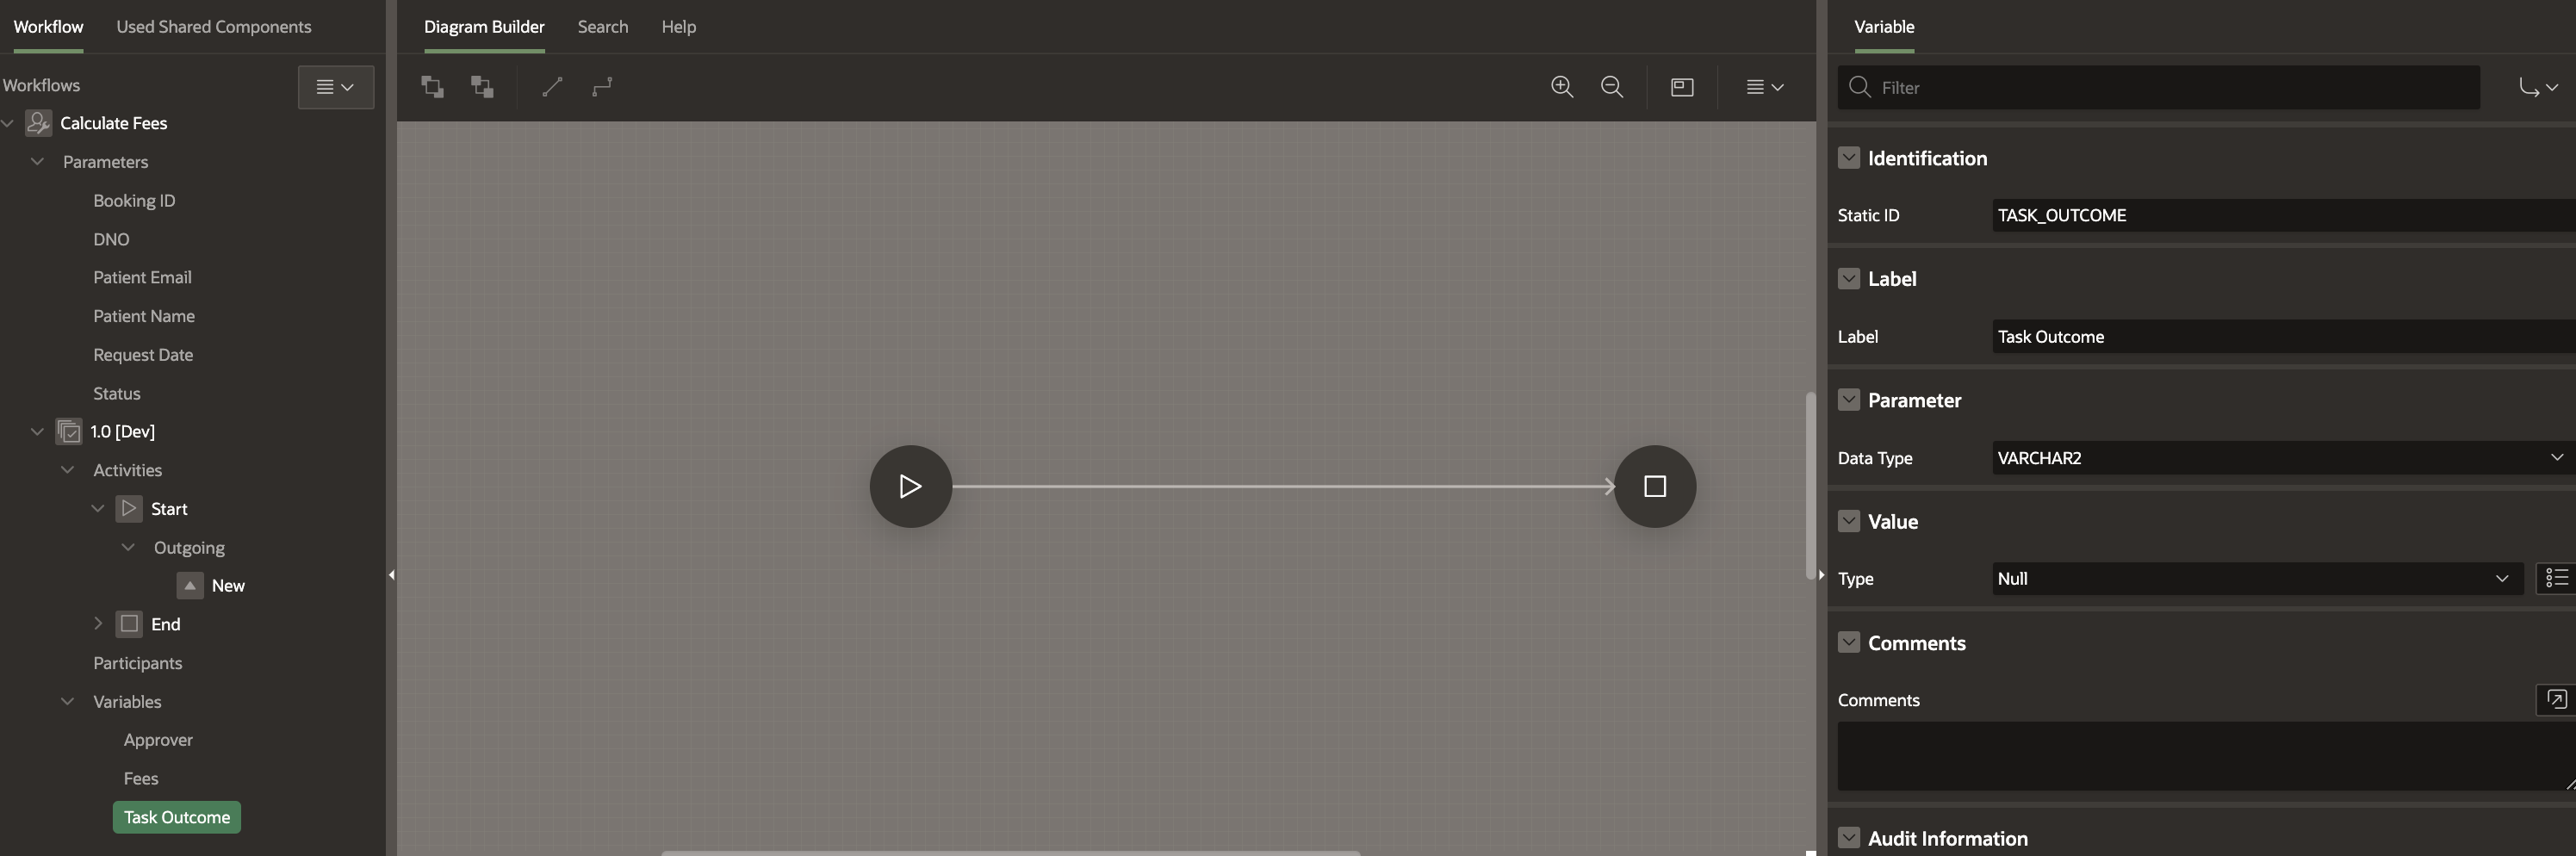 Workflow
Used Shared Components
Workflows
Calculate Fees
Parameters
Booking ID
DNO
Patient Email
Patient Name
Request Date
Status
1.0 [Dev]
Activities
Start
Outgoing
New
End
Participants
Variables
Approver
Fees
Task Outcome
Diagram Builder
Search
Help
Variable
Filter
Identification
Static ID
TASK_OUTCOME
Label
Label
Task Outcome
Parameter
Data Type
VARCHAR2
Value
Type
Null
Comments
Comments
Audit Information